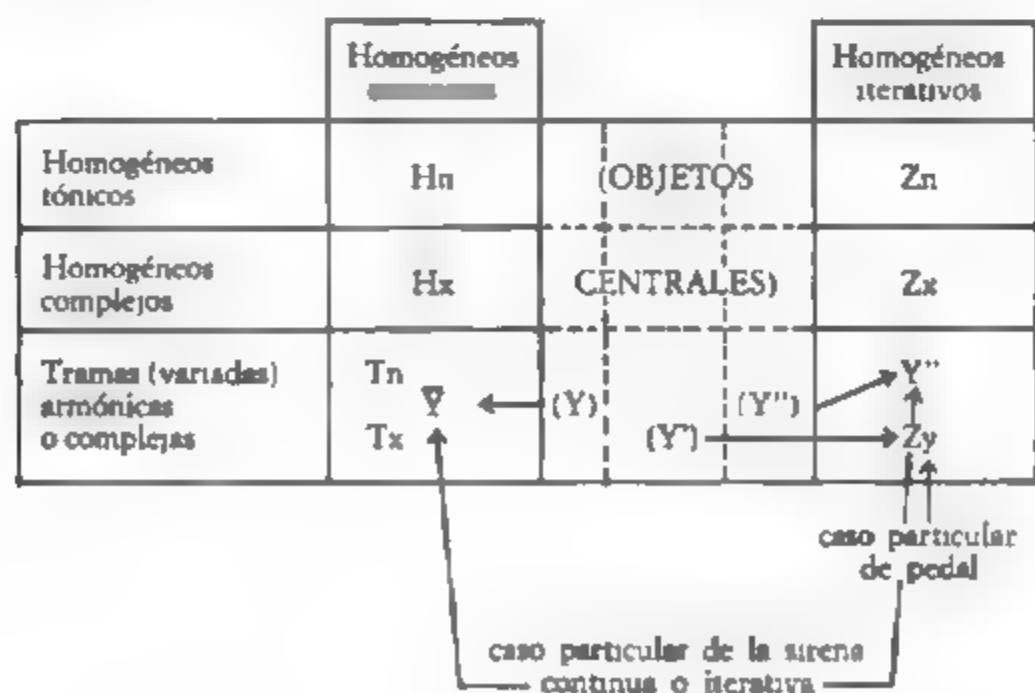 Homogéneos
Homogéneos
iterativos
Homogéneos
tónicos
Hn
(OBJETOS
Zn
Homogéneos
complejos
Hx
CENTRALES)
Zx
Tramas (variadas)
armónicas
o complejas
Tn
Y
Tx
(Y)
(Y')
(Y'')
Y''
Zy
caso particular
de pedal
caso particular de la sirena
continua o iterativa